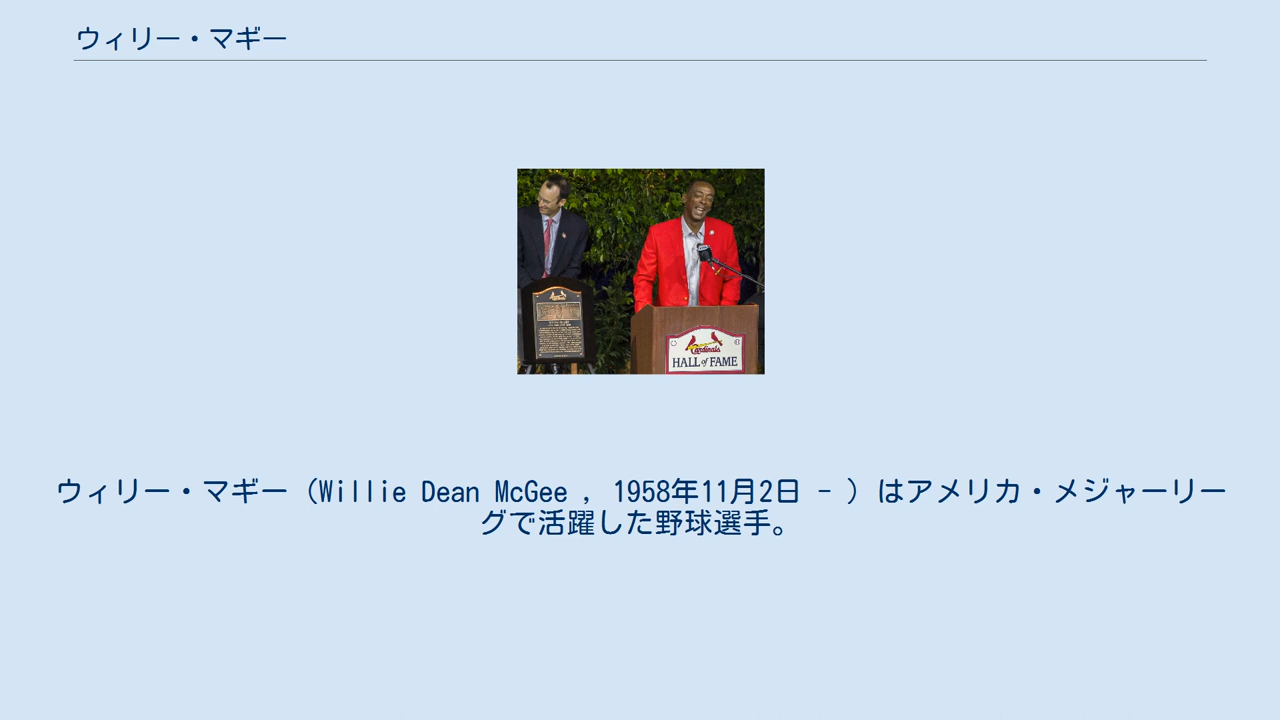 ウィリー・マギー
Cardinals
HALL of FAME
ウィリー・マギー（Willie Dean McGee , 1958年11月2日 - ）はアメリカ・メジャーリー
グで活躍した野球選手。